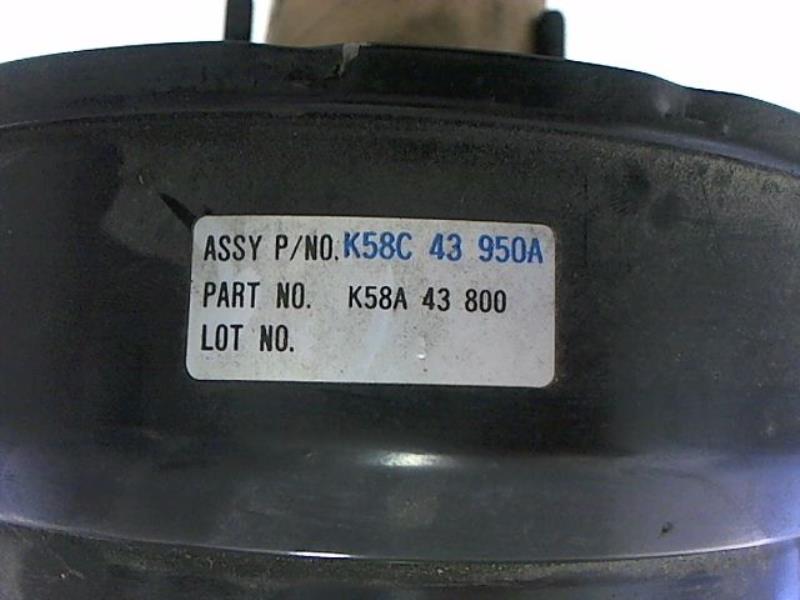 ASSY P/NO. K58C 43 950A
PART NO. K58A 43 800
LOT NO.